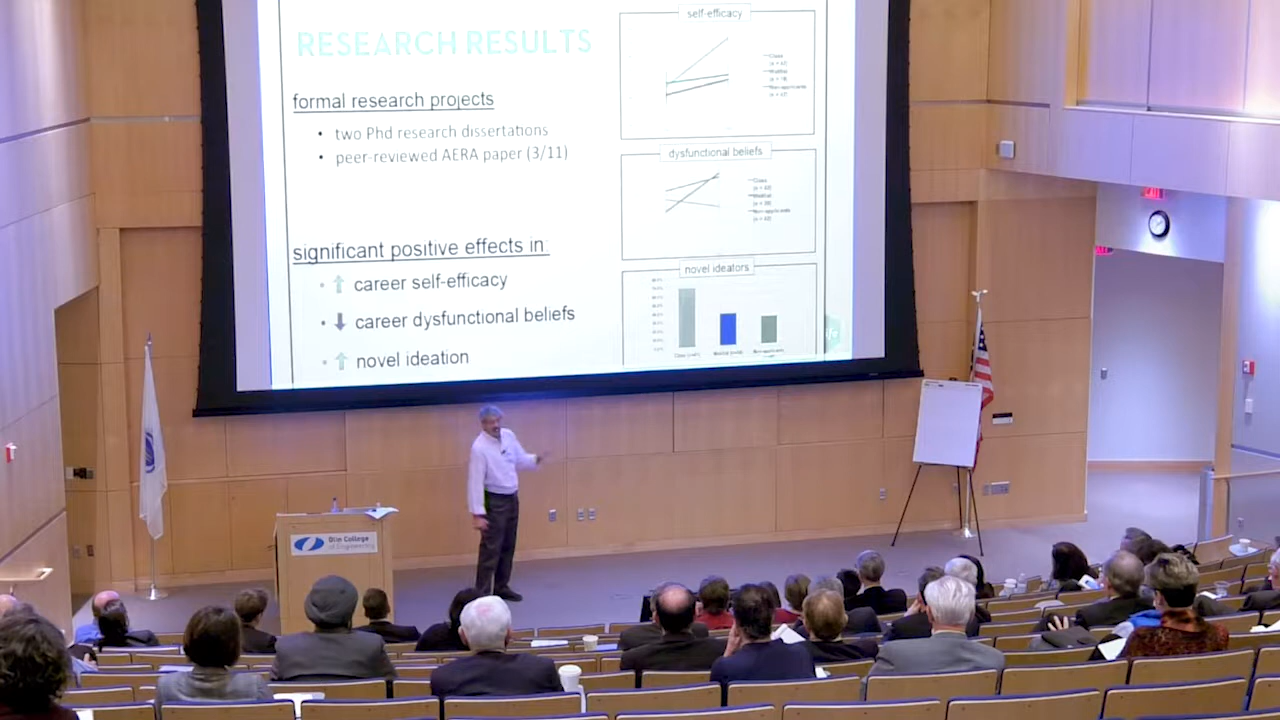 RESEARCH RESULTS
formal research projects
• two Phd research dissertations
• peer-reviewed AERA paper (3/11)
significant positive effects in:
• career self-efficacy
• career dysfunctional beliefs
• novel ideation
self-efficacy
dysfunctional beliefs
novel ideators
EXIT
Olin College
of Engineering